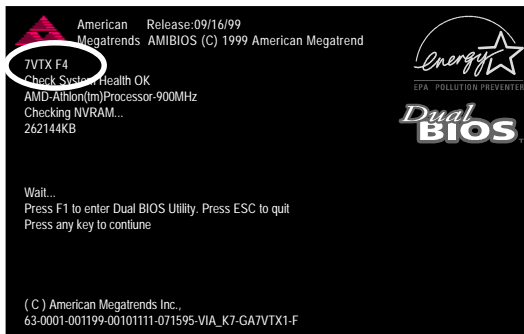 American Release:09/16/99
Megatrends AMIBIOS (C) 1999 American Megatrend
7VTX F4
Check System Health OK
AMD-Athlon(tm)Processor-900MHz
Checking NVRAM...
262144KB
energy
EPA POLLUTION PREVENTER
Dual
BIOS
Wait...
Press F1 to enter Dual BIOS Utility. Press ESC to quit
Press any key to contiune
( C ) American Megatrends Inc.,
63-0001-001199-00101111-071595-VIA_K7-GA7VTX1-F